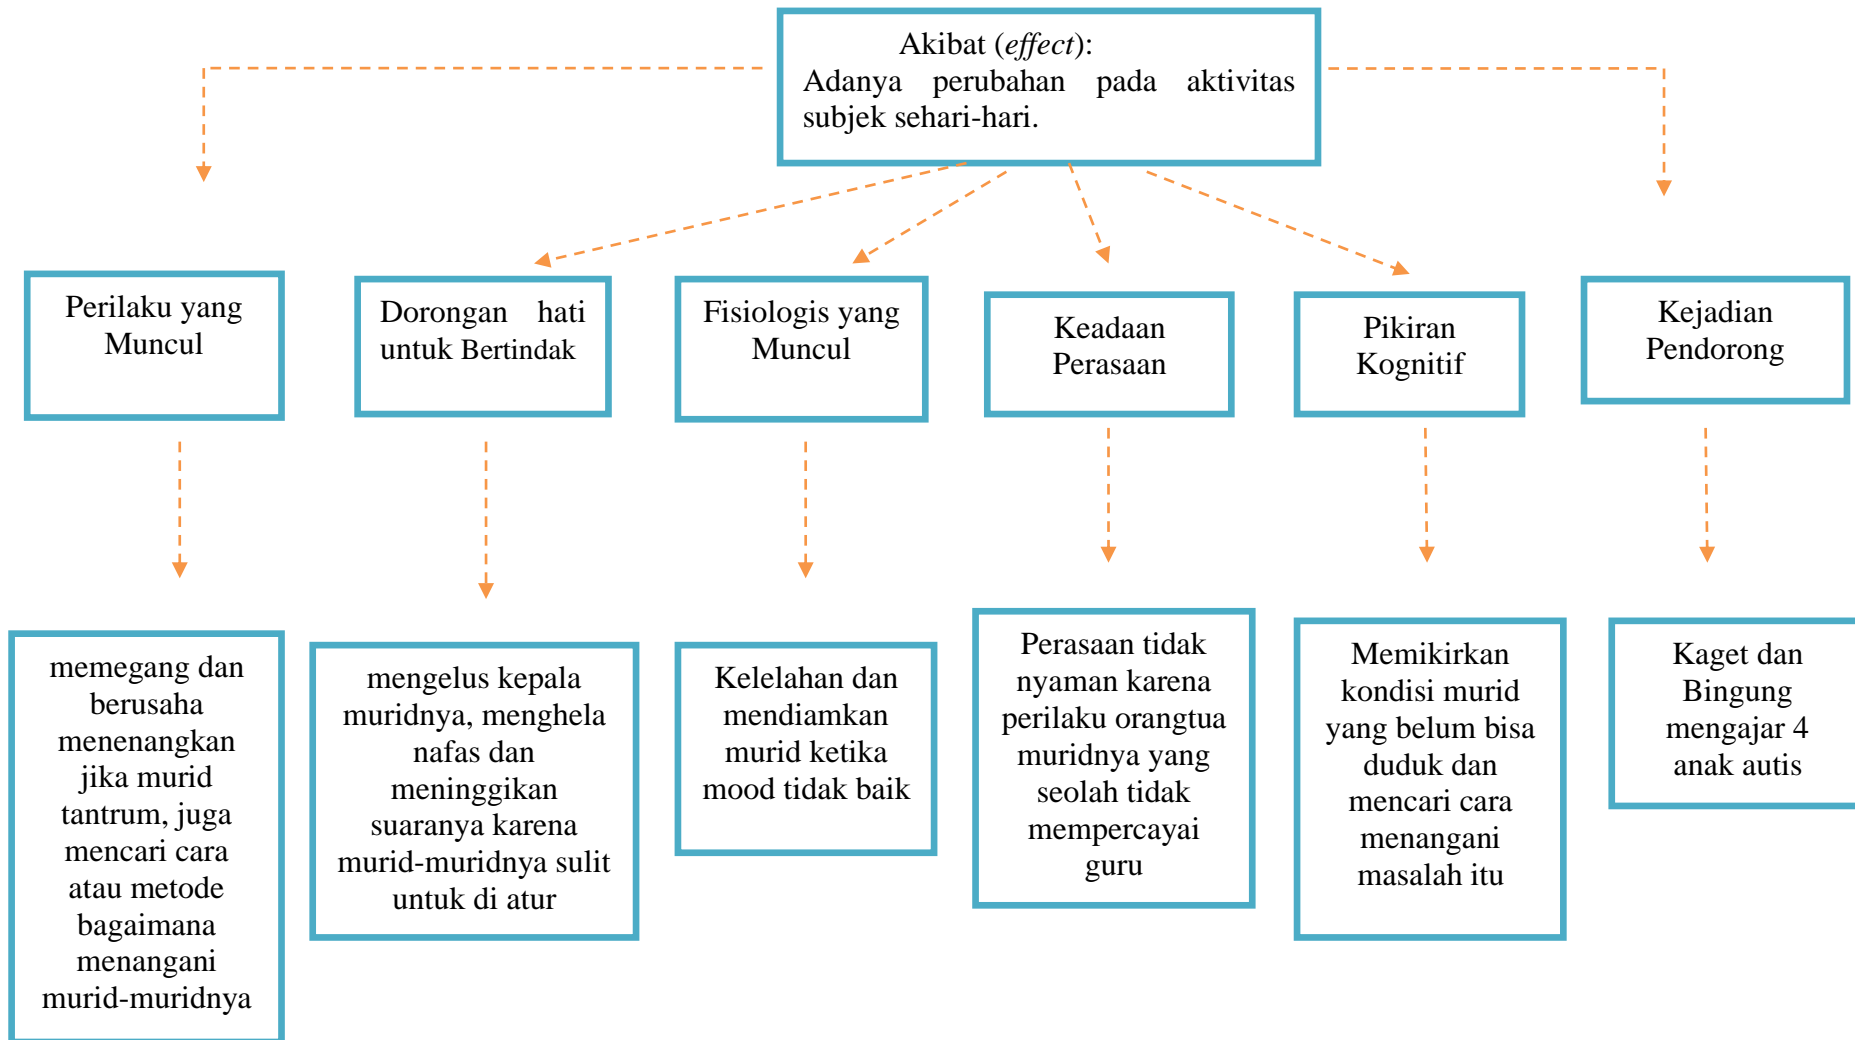 Akibat (effect):
Adanya perubahan pada aktivitas
subjek sehari-hari.
Perilaku yang
Muncul
Dorongan hati
untuk Bertindak
Fisiologis yang
Muncul
Keadaan
Perasaan
Pikiran
Kognitif
Kejadian
Pendorong
memegang dan
berusaha
menenangkan
jika murid
tantrum, juga
mencari cara
atau metode
bagaimana
menangani
murid-muridnya
mengelus kepala
muridnya, menghela
nafas dan
meninggikan
suaranya karena
murid-muridnya sulit
untuk di atur
Kelelahan dan
mendiamkan
murid ketika
mood tidak baik
Perasaan tidak
nyaman karena
perilaku orangtua
muridnya yang
seolah tidak
mempercayai
guru
Memikirkan
kondisi murid
yang belum bisa
duduk dan
mencari cara
menangani
masalah itu
Kaget dan
Bingung
mengajar 4
anak autis